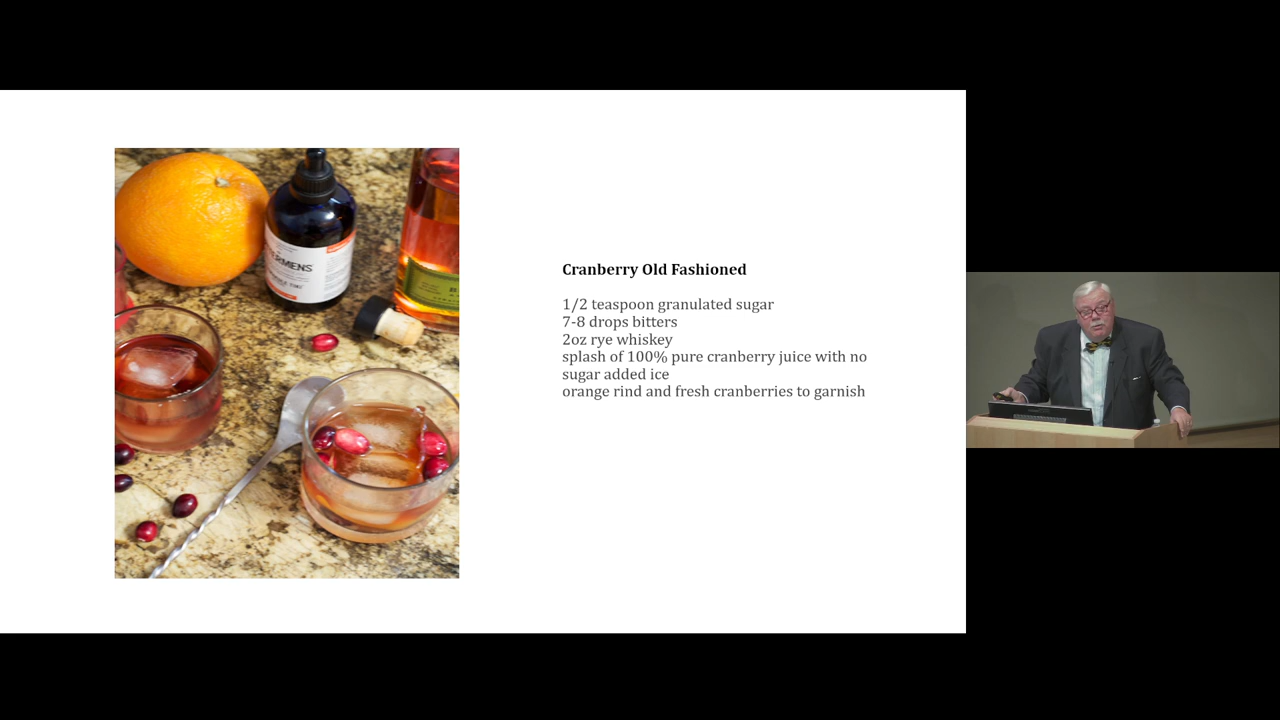 Cranberry Old Fashioned
1/2 teaspoon granulated sugar
7-8 drops bitters
2oz rye whiskey
splash of 100% pure cranberry juice with no
sugar added ice
orange rind and fresh cranberries to garnish